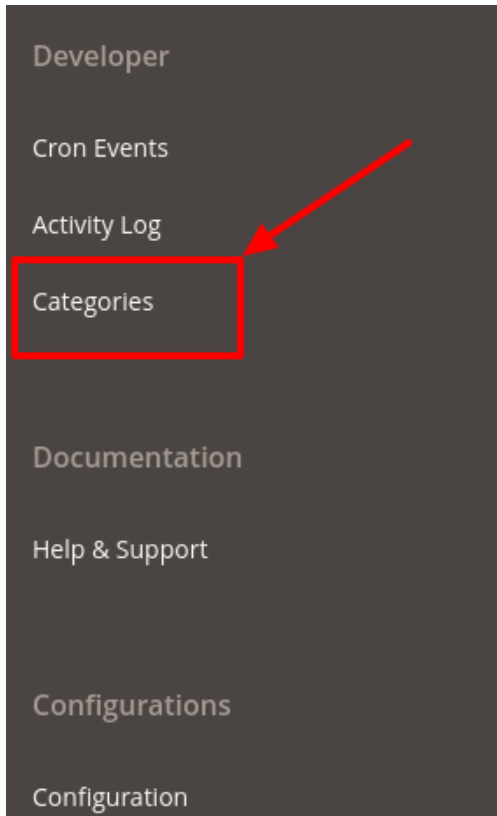 Developer
Cron Events
Activity Log
Categories
Documentation
Help & Support
Configurations
Configuration